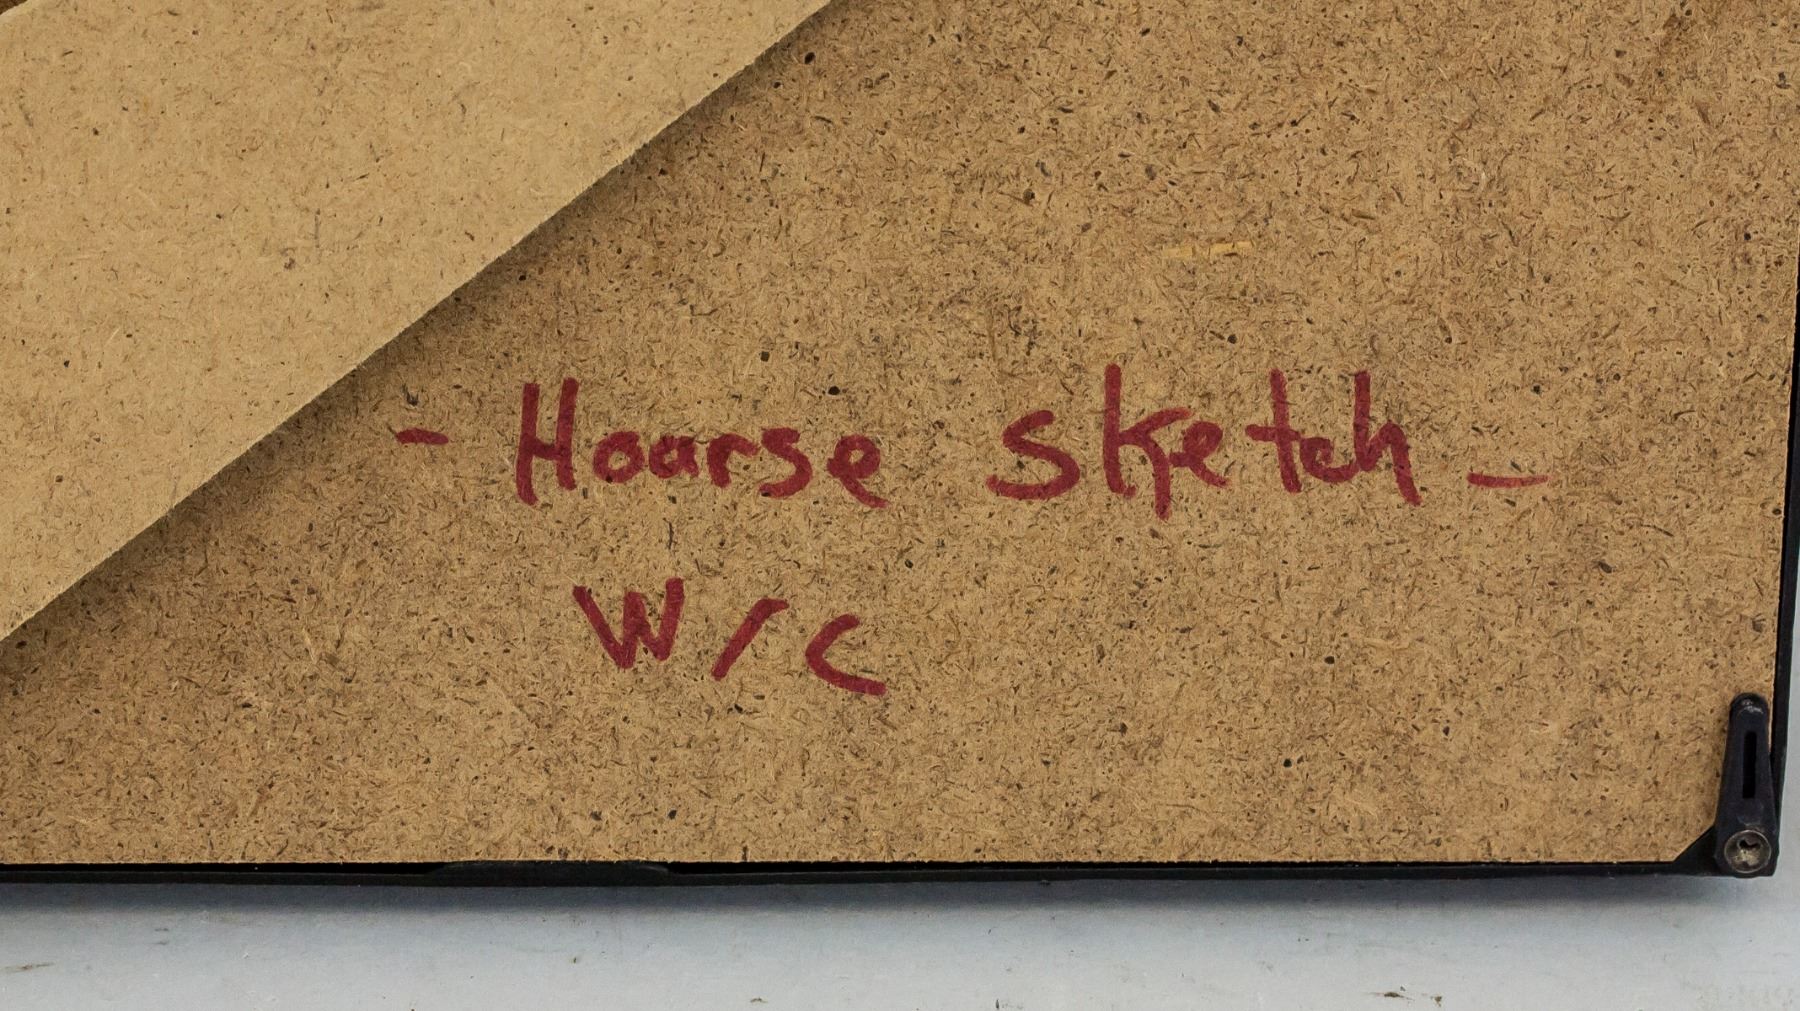 - Hoarse sketch -
W/C